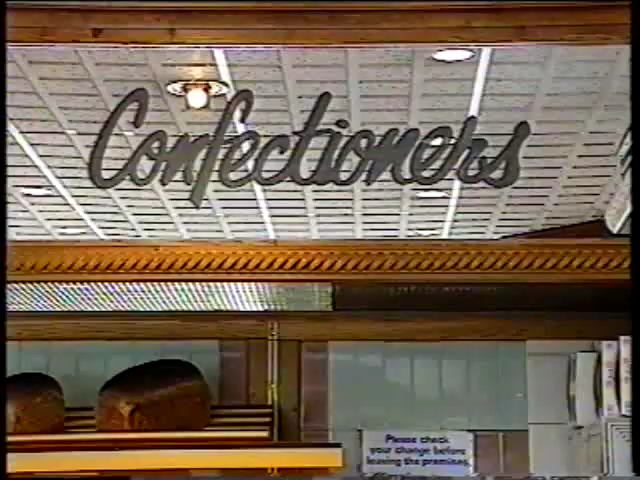 Confectioners
Please check
your change before
leaving the premises.